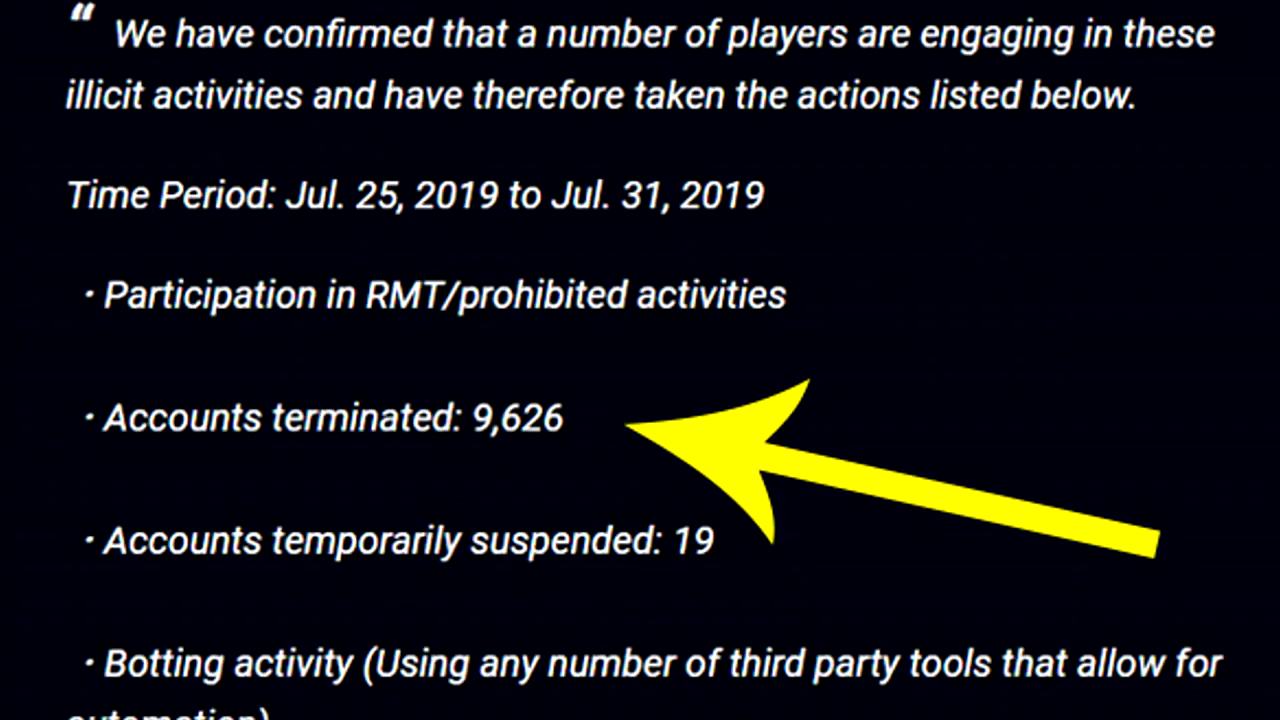 “ We have confirmed that a number of players are engaging in these
illicit activities and have therefore taken the actions listed below.
Time Period: Jul. 25, 2019 to Jul. 31, 2019
· Participation in RMT/prohibited activities
· Accounts terminated: 9,626
· Accounts temporarily suspended: 19
· Botting activity (Using any number of third party tools that allow for
automation)